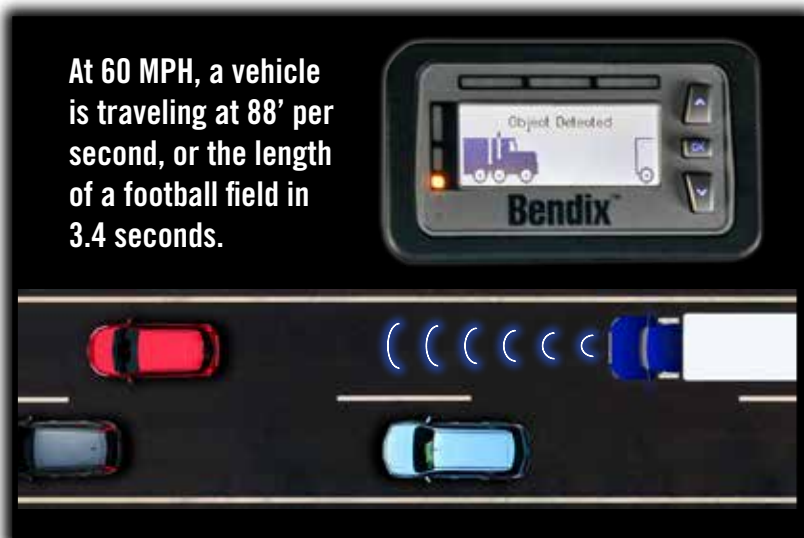 At 60 MPH, a vehicle
is traveling at 88’ per
second, or the length
of a football field in
3.4 seconds.
Object Detected
OK
Bendix™